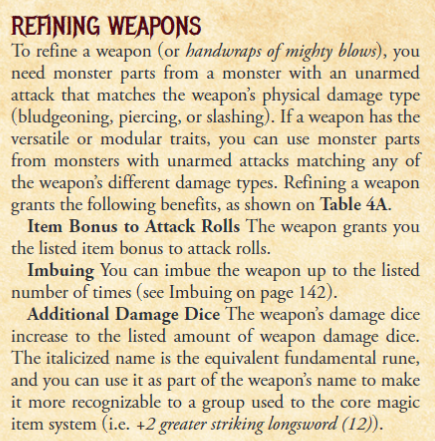 REFINING WEAPONS
To refine a weapon (or handwraps of mighty blows), you
need monster parts from a monster with an unarmed
attack that matches the weapon's physical damage type
(bludgeoning, piercing, or slashing). If a weapon has the
versatile or modular traits, you can use monster parts
from monsters with unarmed attacks matching any of
the weapon's different damage types. Refining a weapon
grants the following benefits, as shown on Table 4A.
Item Bonus to Attack Rolls The weapon grants you
the listed item bonus to attack rolls.
Imbuing You can imbue the weapon up to the listed
number of times (see Imbuing on page 142).
Additional Damage Dice The weapon's damage dice
increase to the listed amount of weapon damage dice.
The italicized name is the equivalent fundamental rune,
and you can use it as part of the weapon's name to make
it more recognizable to a group used to the core magic
item system (i.e. +2 greater striking longsword (12)).